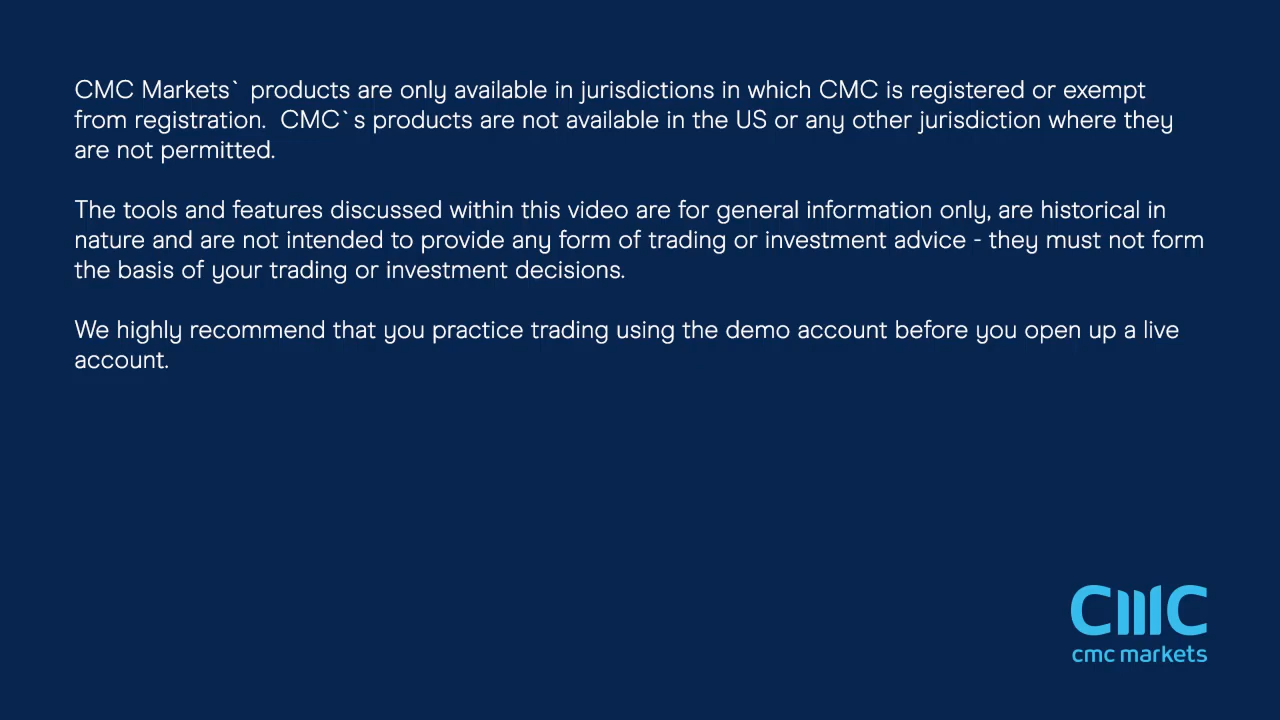 CMC Markets` products are only available in jurisdictions in which CMC is registered or exempt
from registration.  CMC`s products are not available in the US or any other jurisdiction where they
are not permitted.
The tools and features discussed within this video are for general information only, are historical in
nature and are not intended to provide any form of trading or investment advice - they must not form
the basis of your trading or investment decisions.
We highly recommend that you practice trading using the demo account before you open up a live
account.
CMC
cmc markets